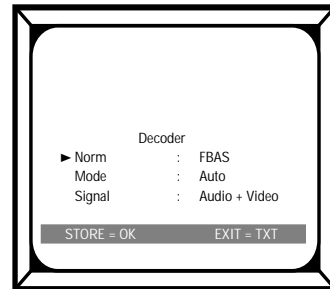 Decoder
► Norm : FBAS
Mode : Auto
Signal : Audio + Video
STORE = OK EXIT = TXT